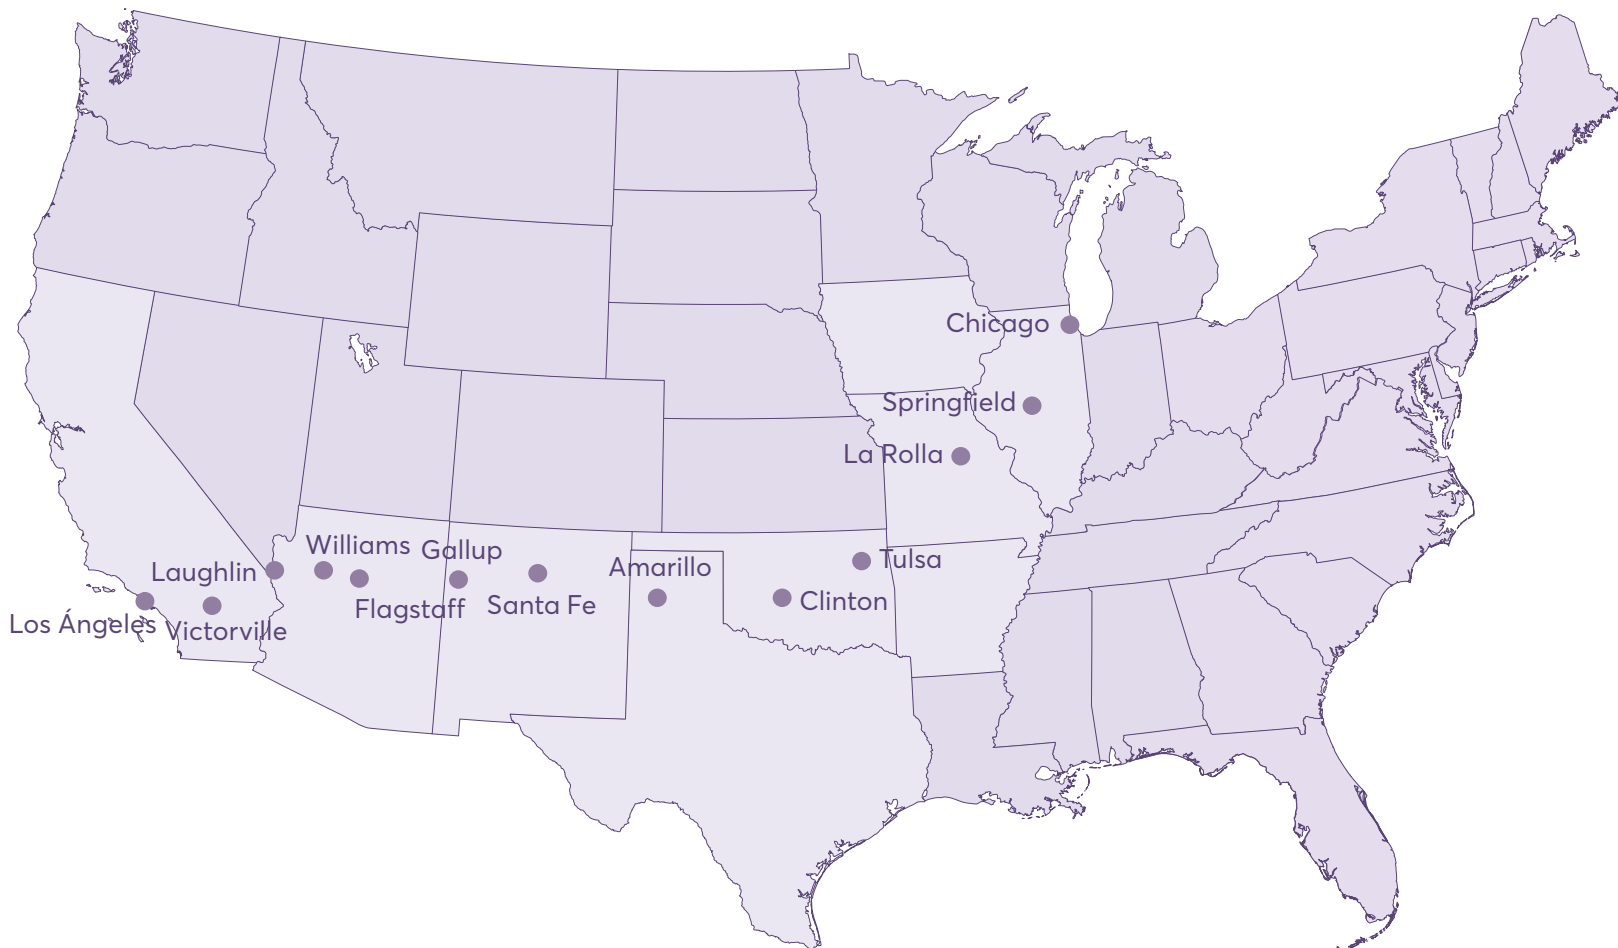 Chicago
Springfield
La Rolla
Williams
Gallup
Tulsa
Laughlin
Amarillo
Clinton
Flagstaff
Santa Fe
Los Ángeles
Victorville